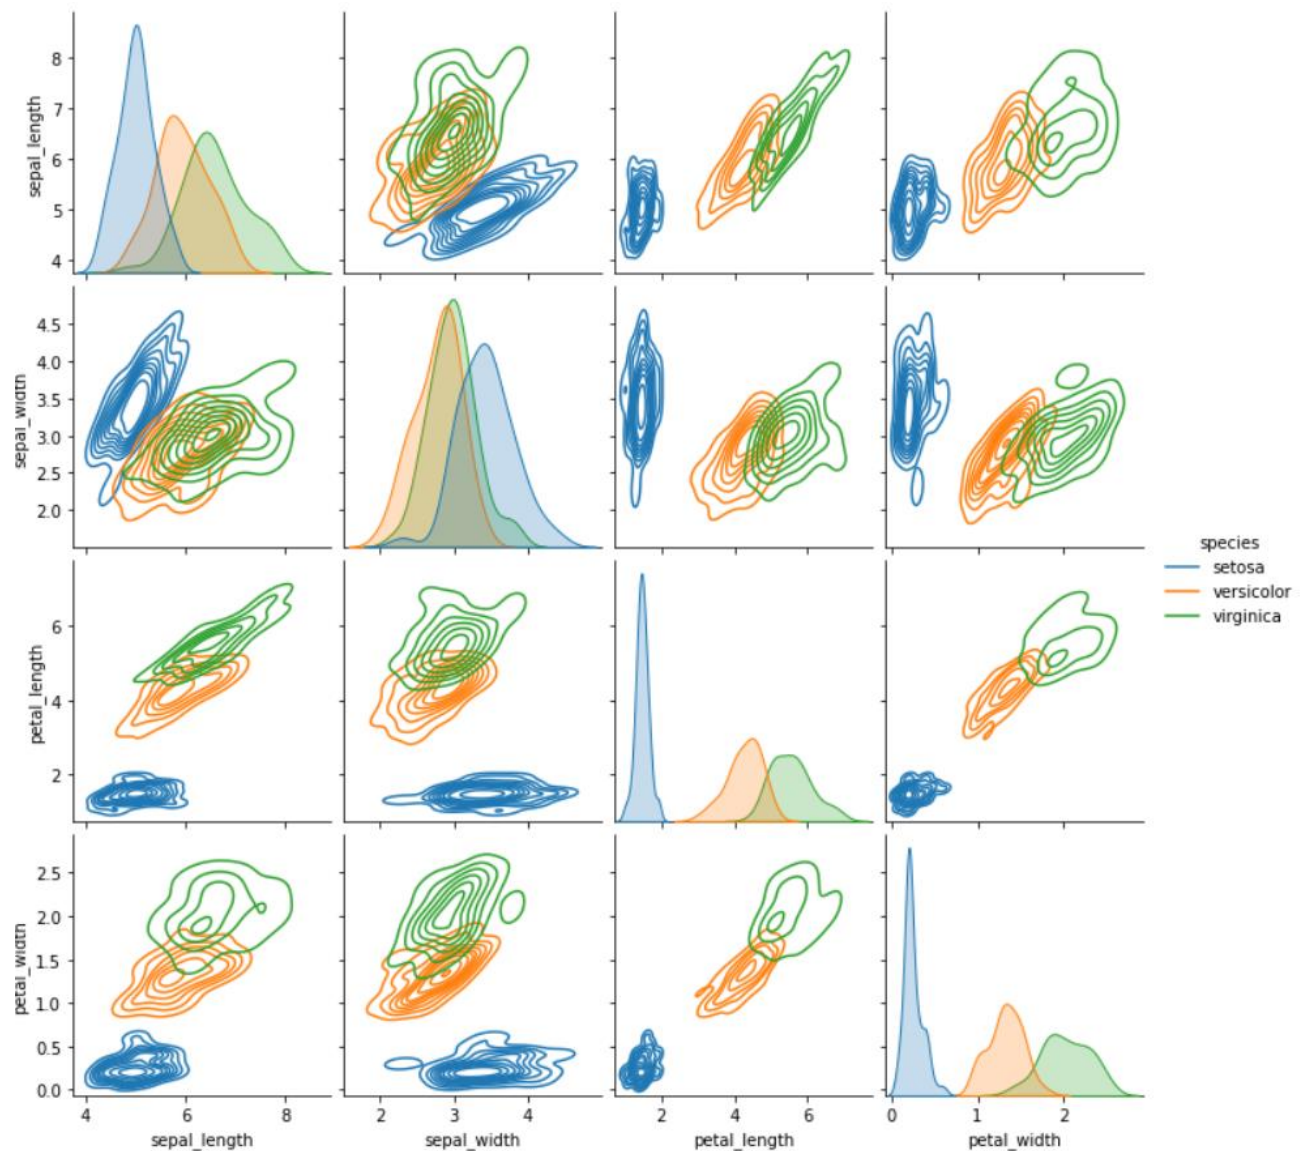 sepal_length
8
7
6
5
4
sepal_width
4.5
4.0
3.5
3.0
2.5
2.0
petal_length
6
4
2
petal_width
2.5
2.0
1.5
1.0
0.5
0.0
4 6 8
sepal_length
2 3 4
sepal_width
2 4 6
petal_length
0 1 2
petal_width
species
setosa
versicolor
virginica